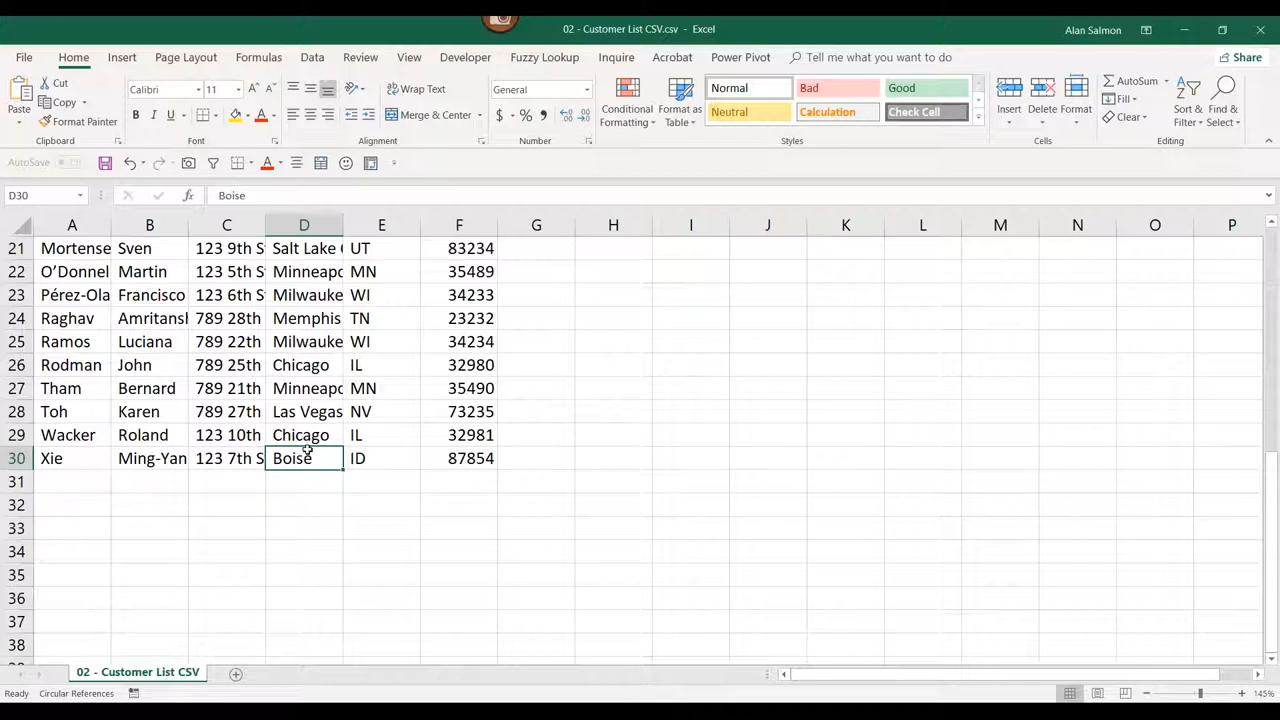 02 - Customer List CSV.csv - Excel
Alan Salmon
File Home Insert Page Layout Formulas Data Review View Developer Fuzzy Lookup Inquire Acrobat Power Pivot Tell me what you want to do Share
Paste
Cut
Copy
Format Painter
Clipboard
Calibri 11
B I U
Font
Wrap Text
Merge & Center
Alignment
General
$ % ,
Number
Conditional Formatting
Format as Table
Normal Bad Good
Neutral Calculation Check Cell
Styles
Insert Delete Format
Cells
AutoSum
Fill
Clear
Sort & Filter
Find & Select
Editing
AutoSave
D30 fx Boise
A B C D E F G H I J K L M N O P
21 Mortense Sven 123 9th S Salt Lake UT 83234
22 O’Donnel Martin 123 5th S Minneapo MN 35489
23 Pérez-Ola Francisco 123 6th S Milwauke WI 34233
24 Raghav Amritansh 789 28th Memphis TN 23232
25 Ramos Luciana 789 22th Milwauke WI 34234
26 Rodman John 789 25th Chicago IL 32980
27 Tham Bernard 789 21th Minneapo MN 35490
28 Toh Karen 789 27th Las Vegas NV 73235
29 Wacker Roland 123 10th Chicago IL 32981
30 Xie Ming-Yan 123 7th S Boise ID 87854
31
32
33
34
35
36
37
38
02 - Customer List CSV
Ready Circular References 145%